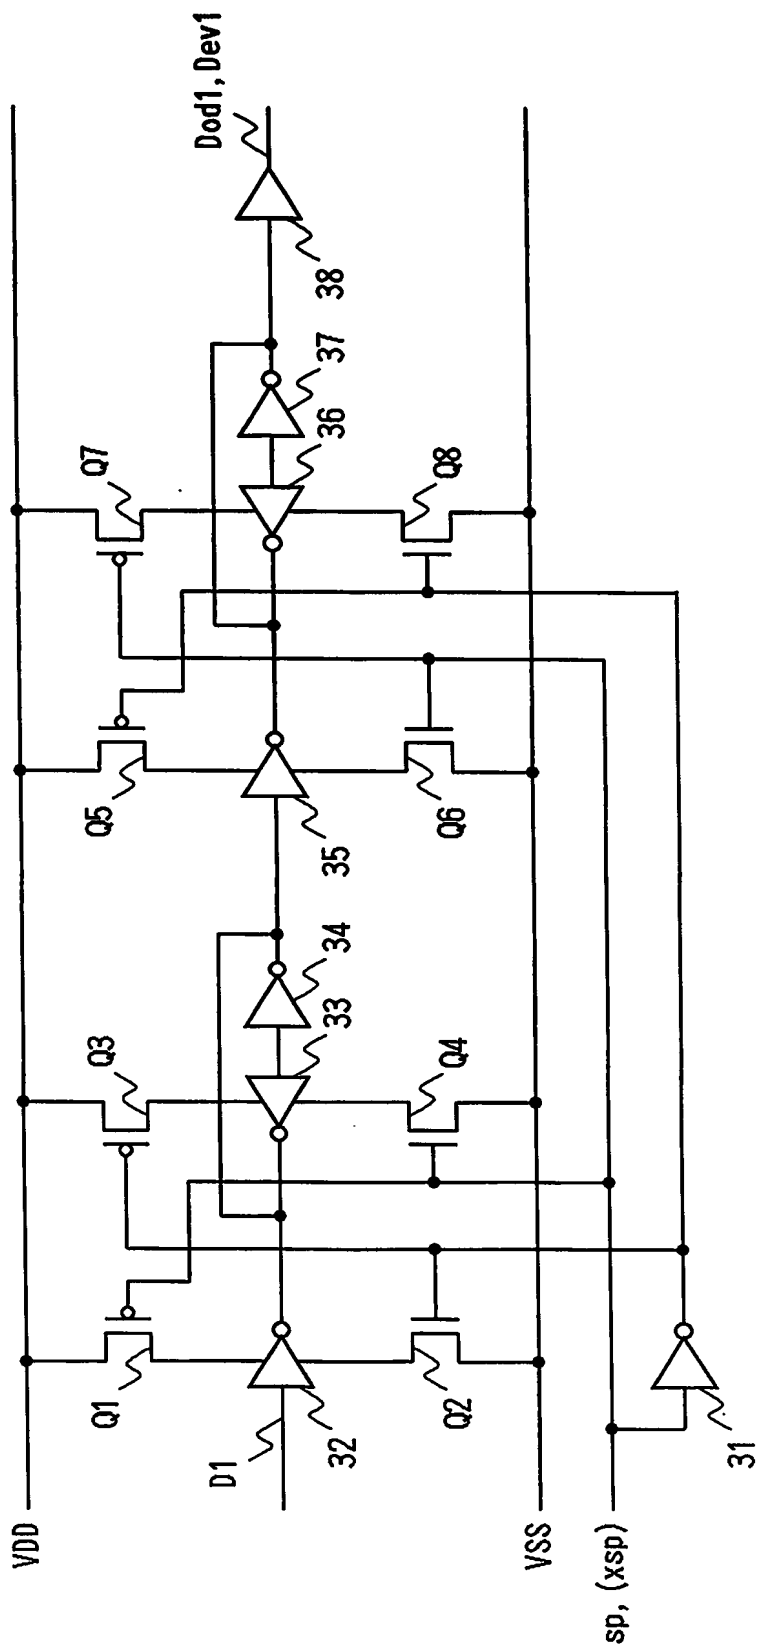 VDD
Q1
Q3
Q5
Q7
D1
32
33
34
35
36
37
38
Dod1,Dev1
Q2
Q4
Q6
Q8
VSS
sp,(xsp)
31